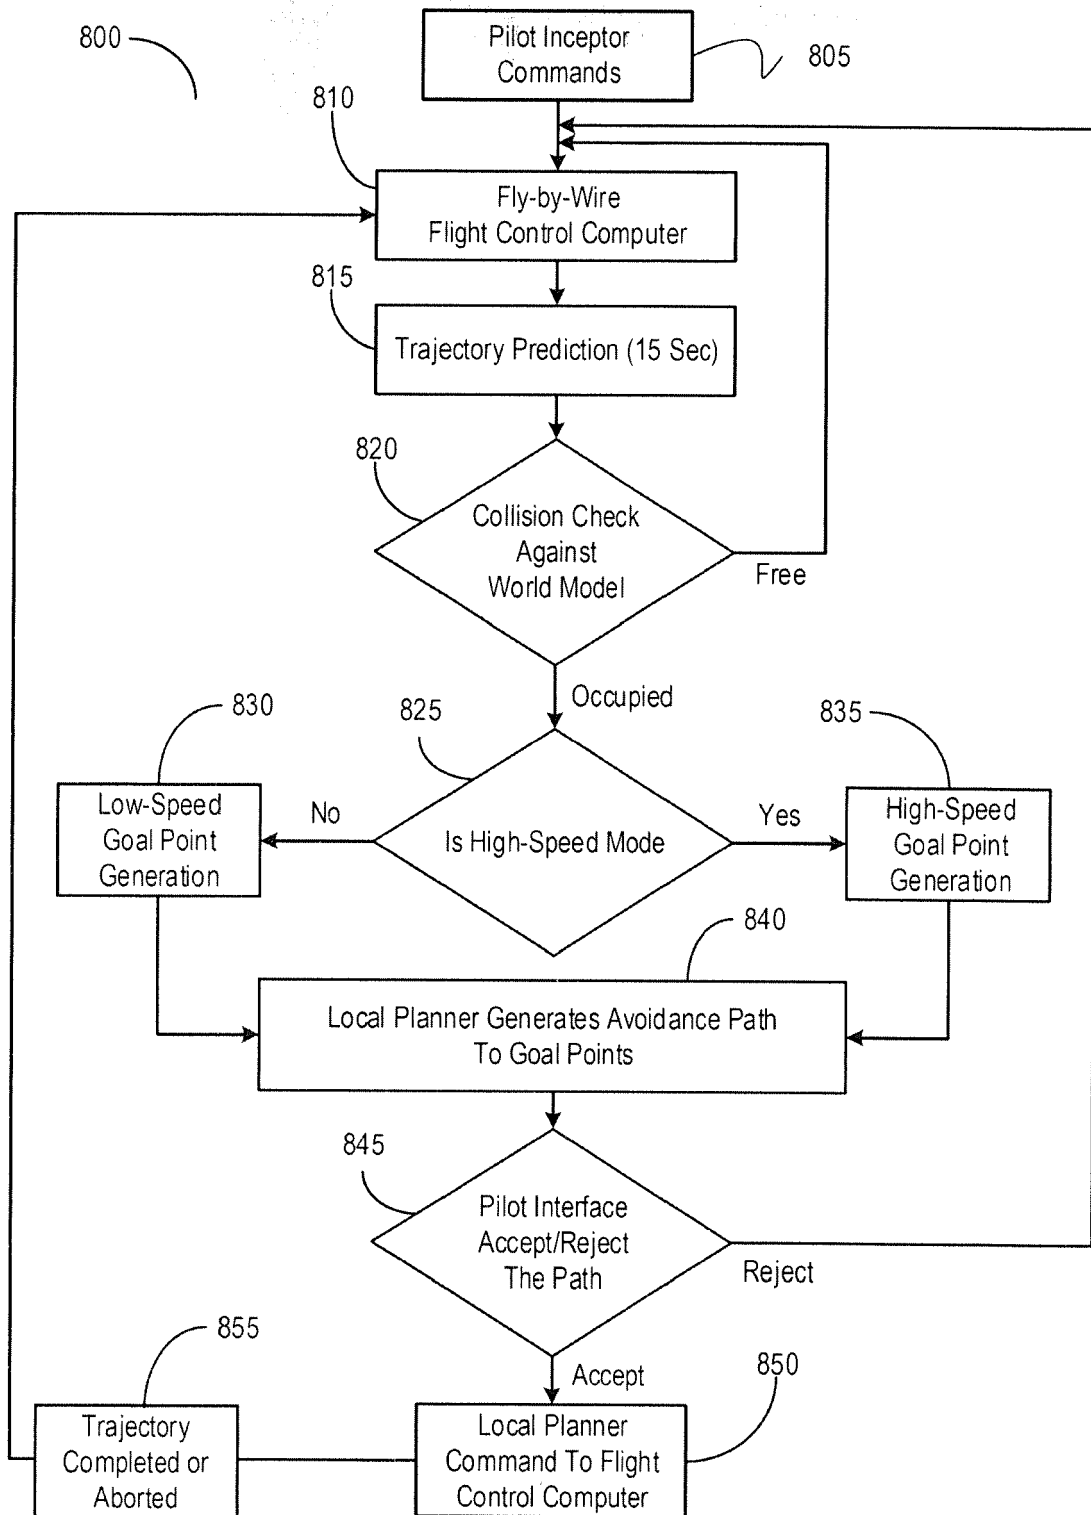 800
Pilot Inceptor
Commands
805
810
Fly-by-Wire
Flight Control Computer
815
Trajectory Prediction (15 Sec)
820
Collision Check
Against
World Model
Free
Occupied
825
830
835
Low-Speed
Goal Point
Generation
No
Is High-Speed Mode
Yes
High-Speed
Goal Point
Generation
840
Local Planner Generates Avoidance Path
To Goal Points
845
Pilot Interface
Accept/Reject
The Path
Reject
Accept
855
850
Trajectory
Completed or
Aborted
Local Planner
Command To Flight
Control Computer